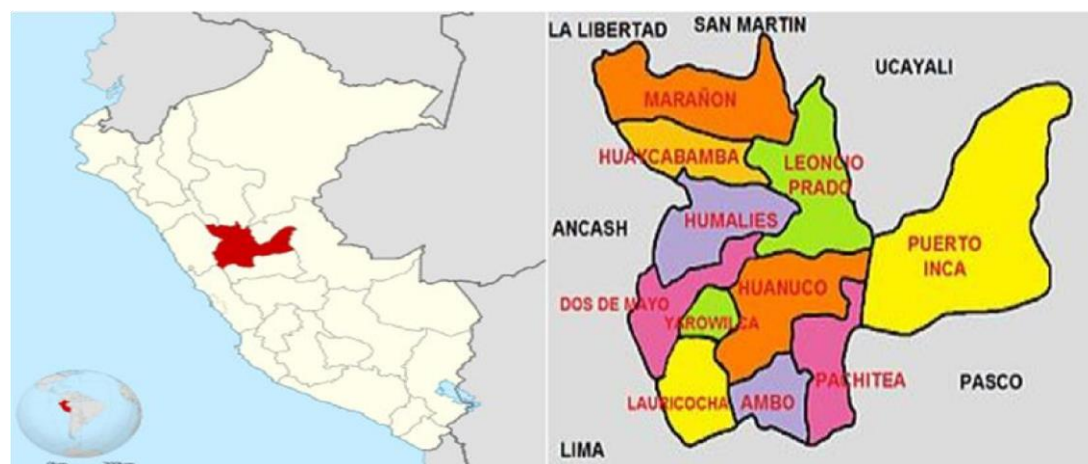 LA LIBERTAD
SAN MARTIN
UCAYALI
MARAÑON
HUAYCABAMBA
LEONCIO
PRADO
ANCASH
HUMALIES
PUERTO
INCA
DOS DE MAYO
HUANUCO
YAROWILCA
PACHITEA
PASCO
LAURICOCHA
AMBO
LIMA